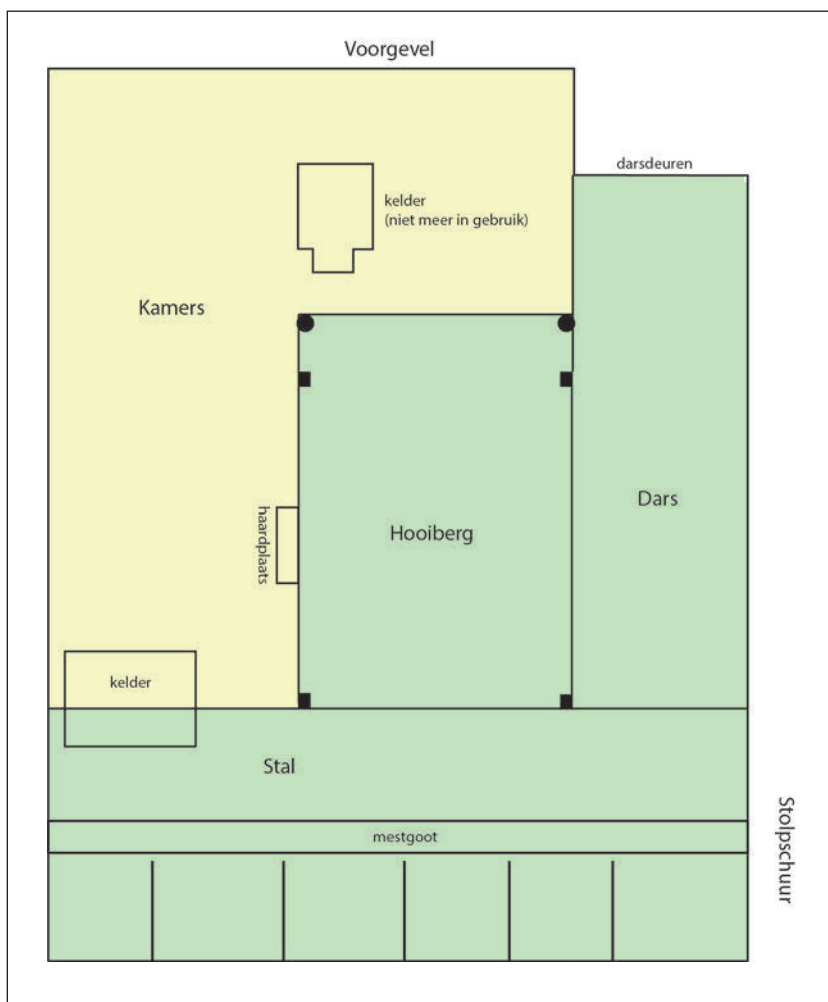 Voorgevel
darsdeuren
kelder
(niet meer in gebruik)
Kamers
Dars
haardplaats
Hooiberg
kelder
Stal
Stolpschuur
mestgoot